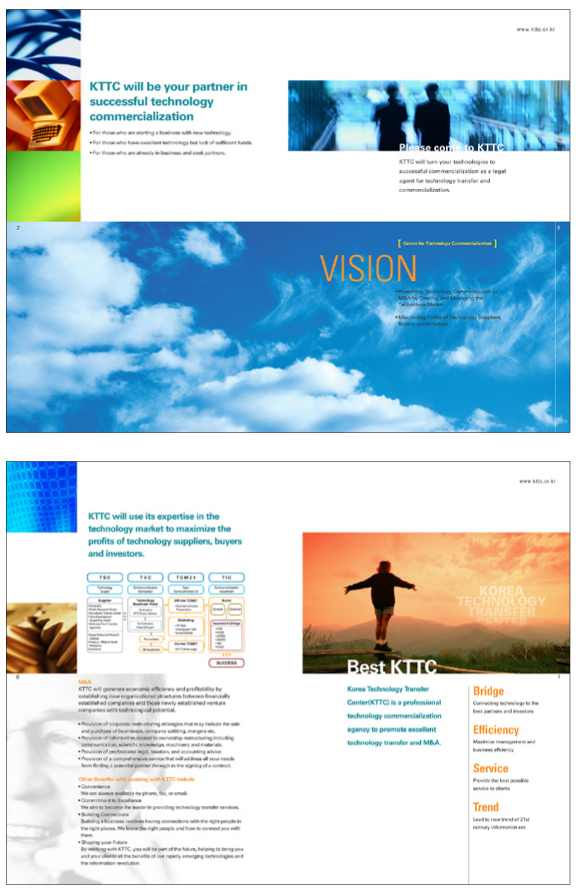 www.kttc.or.kr
KTTC will be your partner in
successful technology
commercialization
• For those who are starting a business with new technology.
• For those who have excellent technology but lack of sufficient funds.
• For those who are already in business and seek partners.
Please come to KTTC
KTTC will turn your technologies to
successful commercialization as a legal
agent for technology transfer and
commercialization.
2
3
[ Center for Technology Commercialization ]
VISION
• Promoting Technology Commercialization
M&A by Creating and Managing the
Technology Market
• Maximizing Profits of Technology Suppliers,
Buyers and Investors
www.kttc.or.kr
KTTC will use its expertise in the
technology market to maximize the
profits of technology suppliers, buyers
and investors.
TSC TVC TCM21 TIC
Supplier
Marketing
SUCCESS
KOREA
TECHNOLOGY
TRANSFER
CENTER
Best KTTC
6
7
M&A
KTTC will generate economic efficiency and profitability by
establishing new organizational structures between financially
established companies and those newly established venture
companies with technological potential.
• Provision of corporate restructuring strategies that may include the sale
and purchase of businesses, company splitting, mergers etc.
• Provision of information related to ownership restructuring including
communication, scientific knowledge, machinery and materials.
• Provision of professional legal, taxation, and accounting advice.
• Provision of a comprehensive service that will address all your needs
from finding a potential partner through to the signing of a contract.
Other Benefits with working with KTTC include
• Convenience
We are always available by phone, fax, or email.
• Commitment to Excellence
We aim to become the leader in providing technology transfer services.
• Building Connections
Building a business involves having connections with the right people in
the right places. We know the right people and how to connect you with
them.
• Shaping your Future
By working with KTTC, you will be part of the future, helping to bring you
and your clients all the benefits of our rapidly emerging technologies and
the information revolution.
Korea Technology Transfer
Center(KTTC) is a professional
technology commercialization
agency to promote excellent
technology transfer and M&A.
Bridge
Connecting technology to the
best partners and investors
Efficiency
Maximize management and
business efficiency
Service
Provide the best possible
service to clients
Trend
Lead to new trend of 21st
century information era